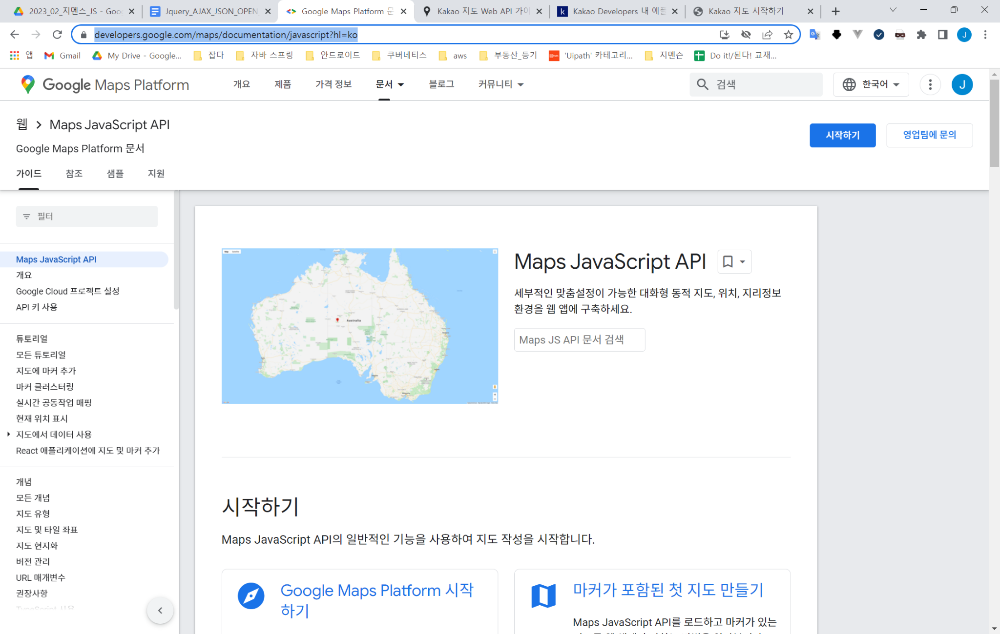 2023_02_지멘스_JS - Goo
Jquery_AJAX_JSON_OPEN
Google Maps Platform 문
Kakao 지도 Web API 가이
Kakao Developers 내 애플
Kakao 지도 시작하기
developers.google.com/maps/documentation/javascript?hl=ko
앱
Gmail
My Drive - Google...
잡다
자바 스프링
안드로이드
쿠버네티스
aws
부동산_등기
'Uipath' 카테고리...
지멘슨
Do it!/된다! 교재...
Google Maps Platform
개요
제품
가격 정보
문서
블로그
커뮤니티
검색
한국어
J
웹 > Maps JavaScript API
시작하기
영업팀에 문의
Google Maps Platform 문서
가이드
참조
샘플
지원
필터
Maps JavaScript API
개요
Google Cloud 프로젝트 설정
API 키 사용
튜토리얼
모든 튜토리얼
지도에 마커 추가
마커 클러스터링
실시간 공동작업 매핑
현재 위치 표시
지도에서 데이터 사용
React 애플리케이션에 지도 및 마커 추가
개념
모든 개념
지도 유형
지도 및 타일 좌표
지도 현지화
버전 관리
URL 매개변수
권장사항
TypeScript 사용
Australia
Maps JavaScript API
세부적인 맞춤설정이 가능한 대화형 동적 지도, 위치, 지리정보
환경을 웹 앱에 구축하세요.
Maps JS API 문서 검색
시작하기
Maps JavaScript API의 일반적인 기능을 사용하여 지도 작성을 시작합니다.
Google Maps Platform 시작
하기
마커가 포함된 첫 지도 만들기
Maps JavaScript API를 로드하고 마커가 있는